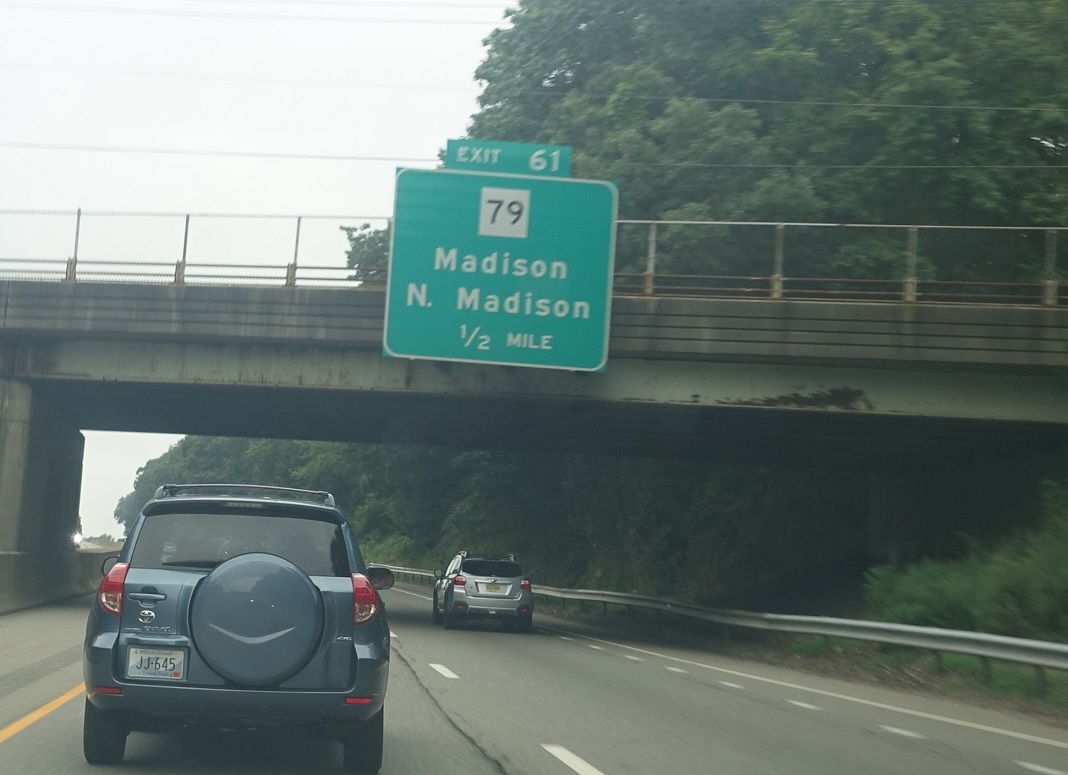 EXIT 61
79
Madison
N. Madison
1/2 MILE
JJ-645